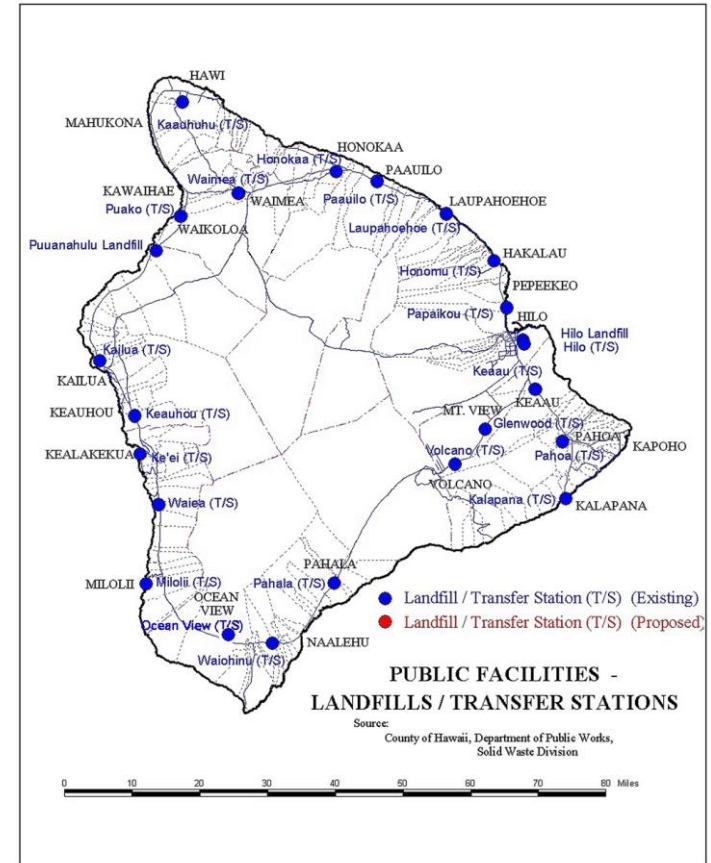 HAWI
Kaauhuhu (T/S)
MAHUKONA
HONOKAA
Honokaa (T/S)
PAAUILO
Waimea (T/S)
KAWAIHAE
WAIMEA
Paauilo (T/S)
LAUPAHOEHOE
Puako (T/S)
WAIKOLOA
Laupahoehoe (T/S)
Puuanahulu Landfill
HAKALAU
Honomu (T/S)
PEPEEKEO
Papaikou (T/S)
HILO
Hilo Landfill
Hilo (T/S)
Kailua (T/S)
Keaau (T/S)
KAILUA
KEAAU
KEAUHOU
Keauhou (T/S)
MT. VIEW
Glenwood (T/S)
PAHOA
KAPOHO
KEALAKEKUA
Ke'ei (T/S)
Volcano (T/S)
Pahoa (T/S)
VOLCANO
Waiea (T/S)
Kalapana (T/S)
KALAPANA
PAHALA
MILOLII
Milolii (T/S)
Pahala (T/S)
OCEAN
VIEW
Ocean View (T/S)
NAALEHU
Waiohinu (T/S)
Landfill / Transfer Station (T/S) (Existing)
Landfill / Transfer Station (T/S) (Proposed)
PUBLIC FACILITIES -
LANDFILLS / TRANSFER STATIONS
Source:
County of Hawaii, Department of Public Works,
Solid Waste Division
0 10 20 30 40 50 60 70 80 Miles